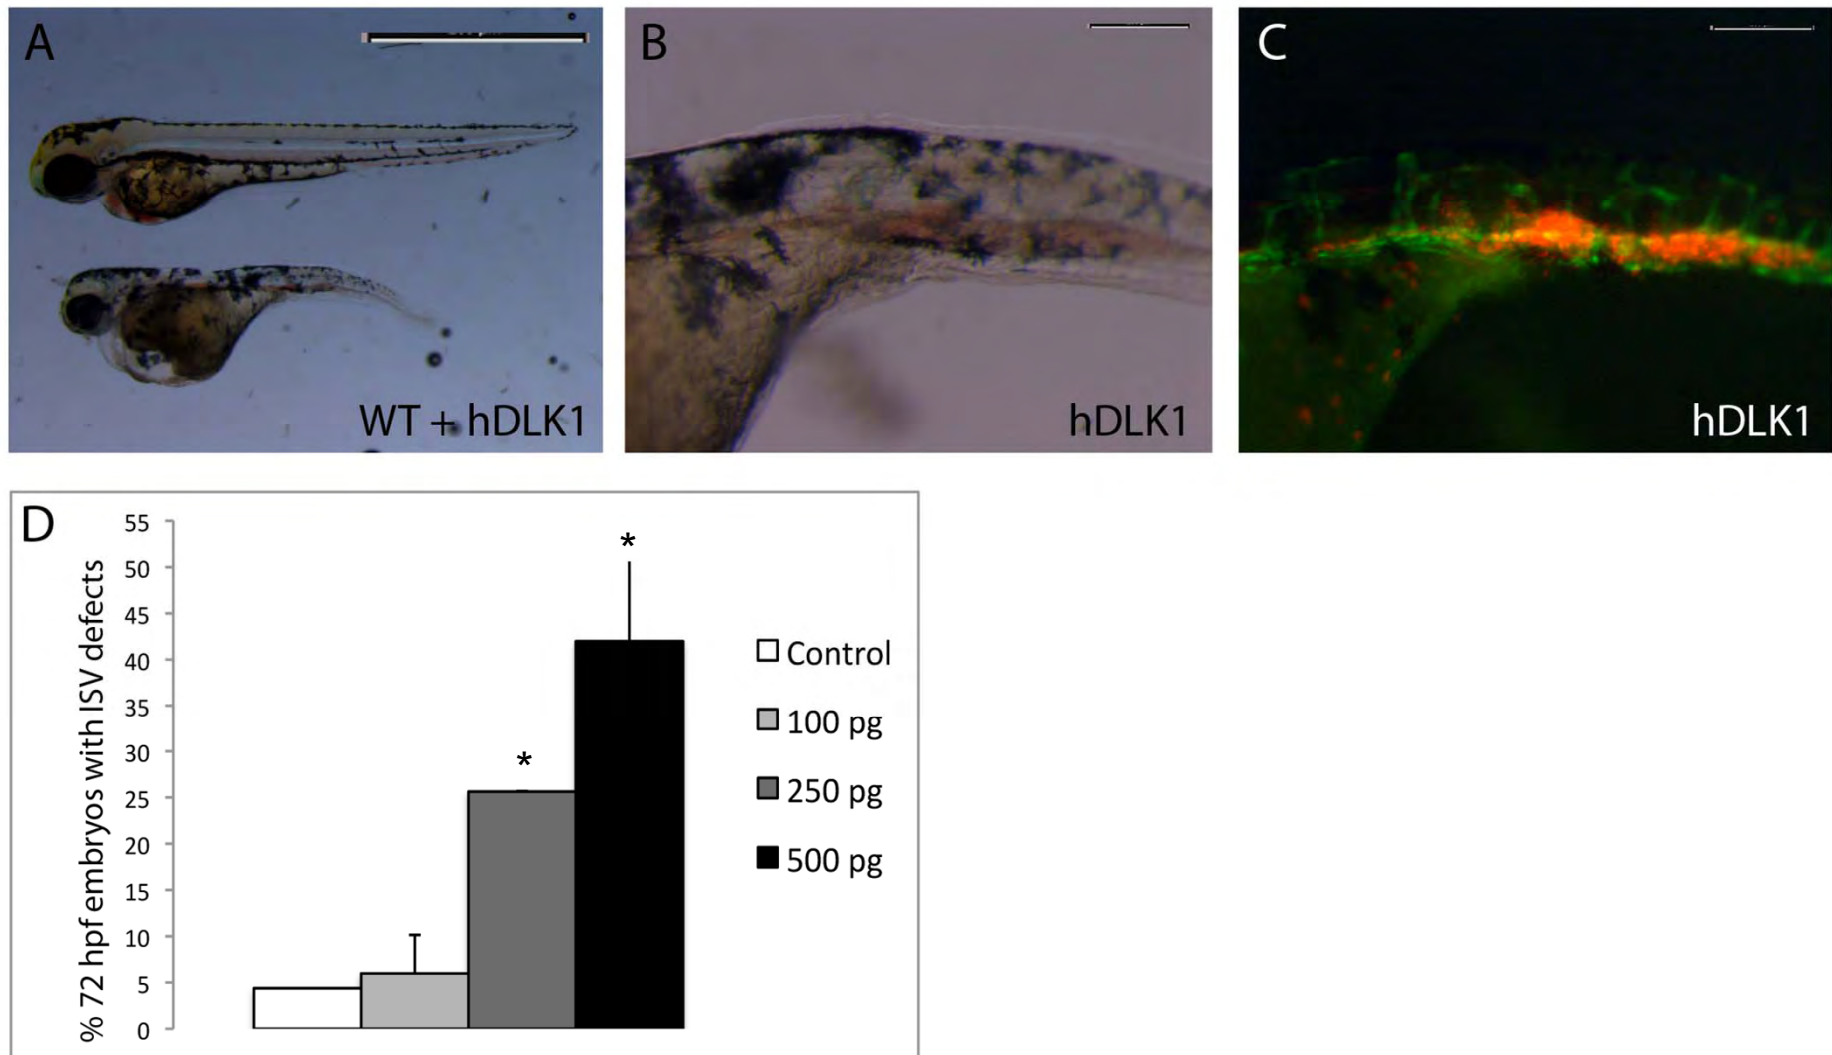 A
WT + hDLK1
B
hDLK1
C
hDLK1
D
% 72 hpf embryos with ISV defects
55
50
45
40
35
30
25
20
15
10
5
0
*
*
Control
100 pg
250 pg
500 pg